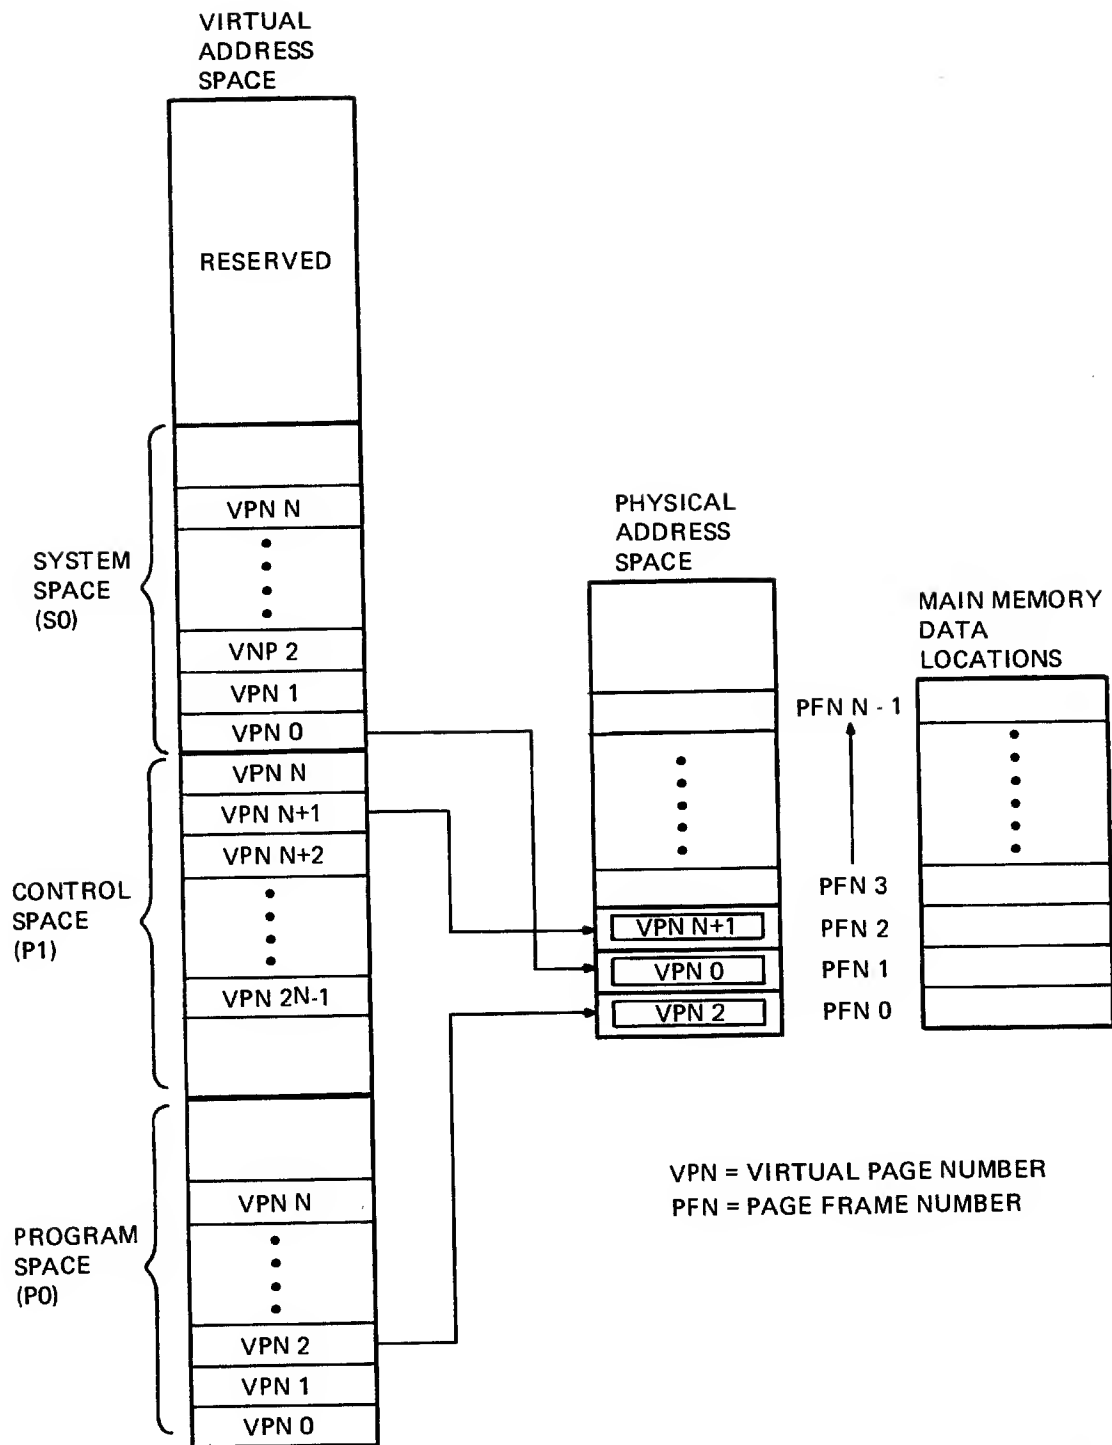 VIRTUAL
ADDRESS
SPACE
RESERVED
SYSTEM
SPACE
(S0)
VPN N
VNP 2
VPN 1
VPN 0
CONTROL
SPACE
(P1)
VPN N
VPN N+1
VPN N+2
VPN 2N-1
PROGRAM
SPACE
(P0)
VPN N
VPN 2
VPN 1
VPN 0
PHYSICAL
ADDRESS
SPACE
VPN N+1
VPN 0
VPN 2
PFN N - 1
PFN 3
PFN 2
PFN 1
PFN 0
MAIN MEMORY
DATA
LOCATIONS
VPN = VIRTUAL PAGE NUMBER
PFN = PAGE FRAME NUMBER